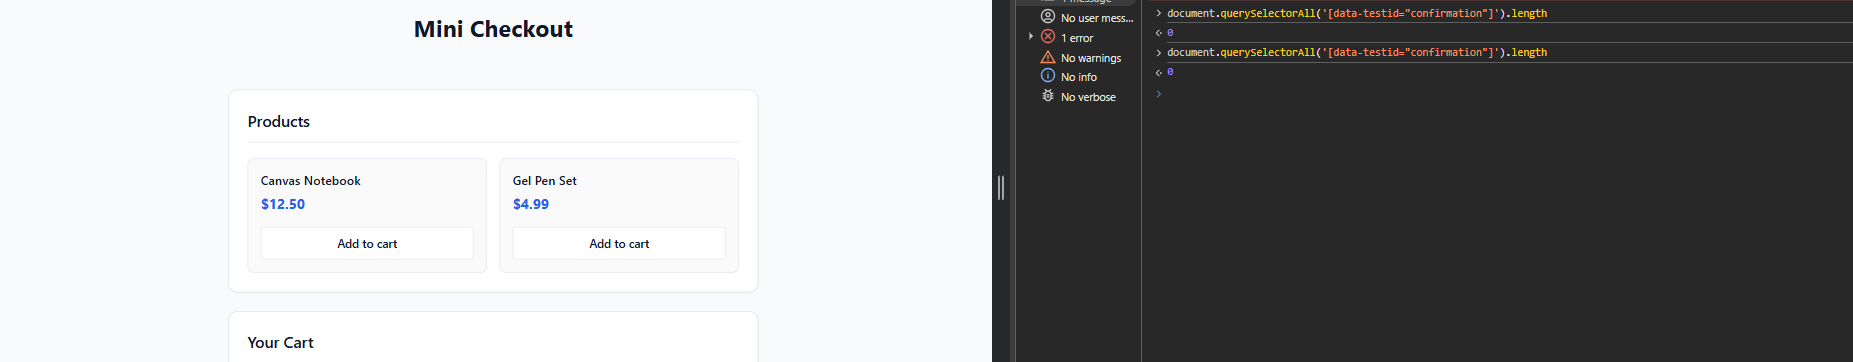 Mini Checkout
Products
Canvas Notebook
$12.50
Add to cart
Gel Pen Set
$4.99
Add to cart
Your Cart
1 message
No user mess...
1 error
No warnings
No info
No verbose
> document.querySelectorAll('[data-testid="confirmation"]').length
0
> document.querySelectorAll('[data-testid="confirmation"]').length
0
>